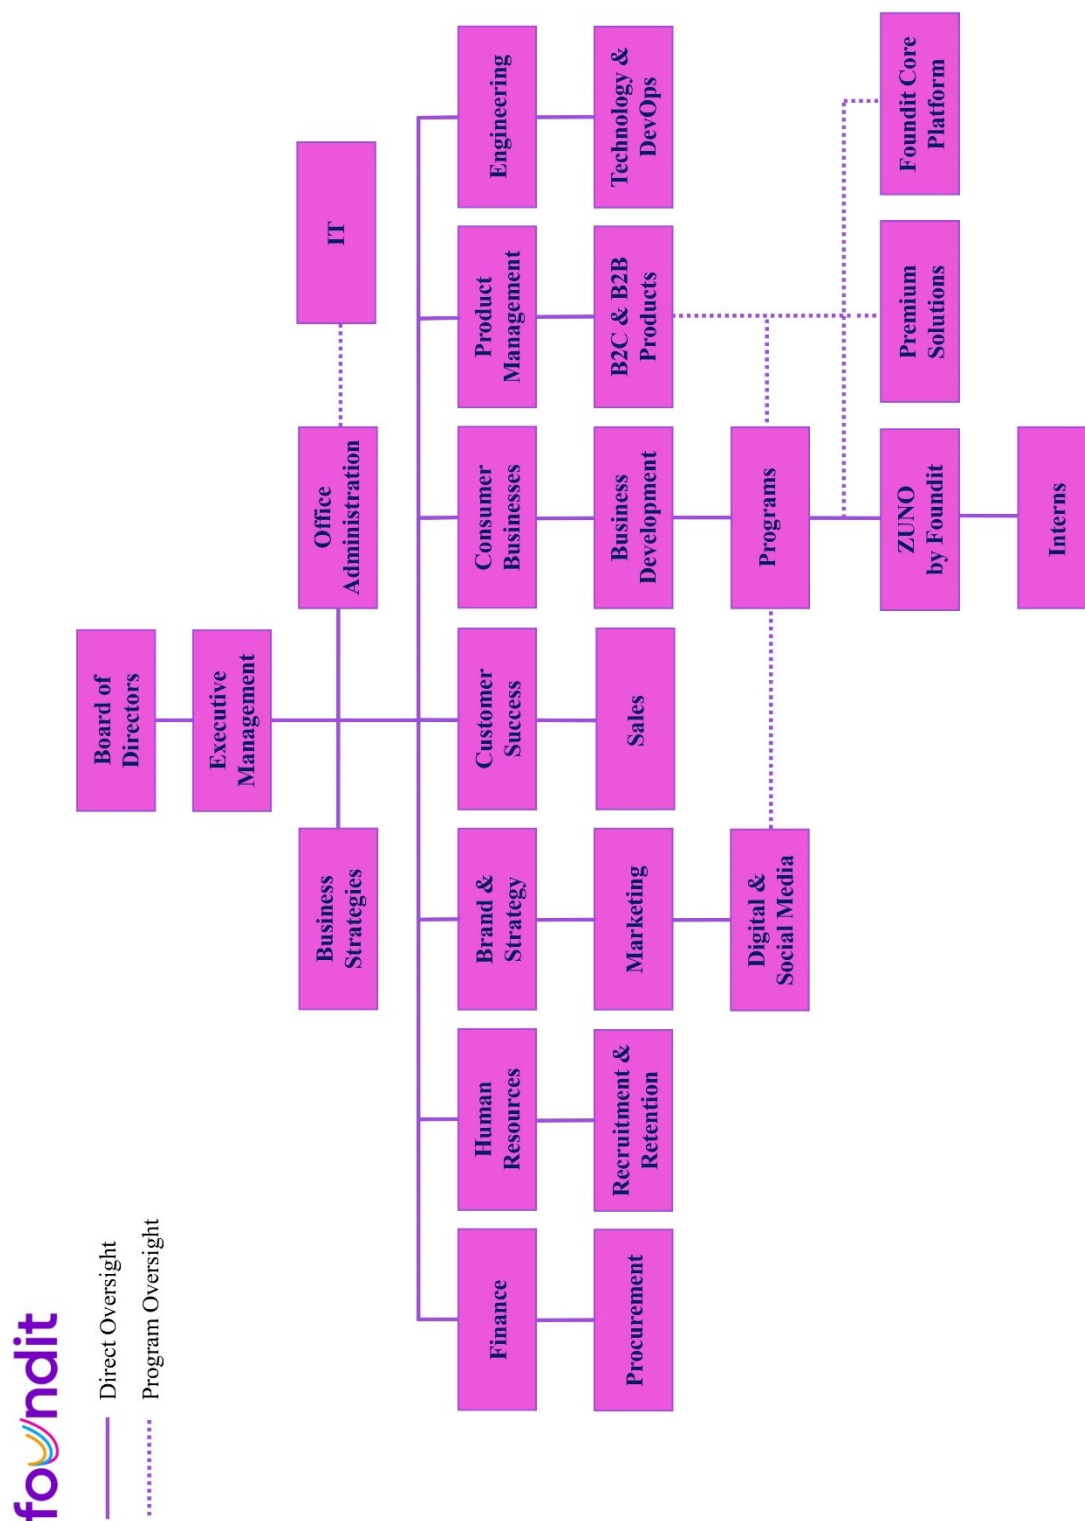 foundit
Direct Oversight
Program Oversight
Board of
Directors
Executive
Management
Business
Strategies
Office
Administration
IT
Finance
Human
Resources
Brand &
Strategy
Customer
Success
Consumer
Businesses
Product
Management
Engineering
Procurement
Recruitment &
Retention
Marketing
Sales
Business
Development
B2C & B2B
Products
Technology &
DevOps
Digital &
Social Media
Programs
ZUNO
by Foundit
Premium
Solutions
Foundit Core
Platform
Interns